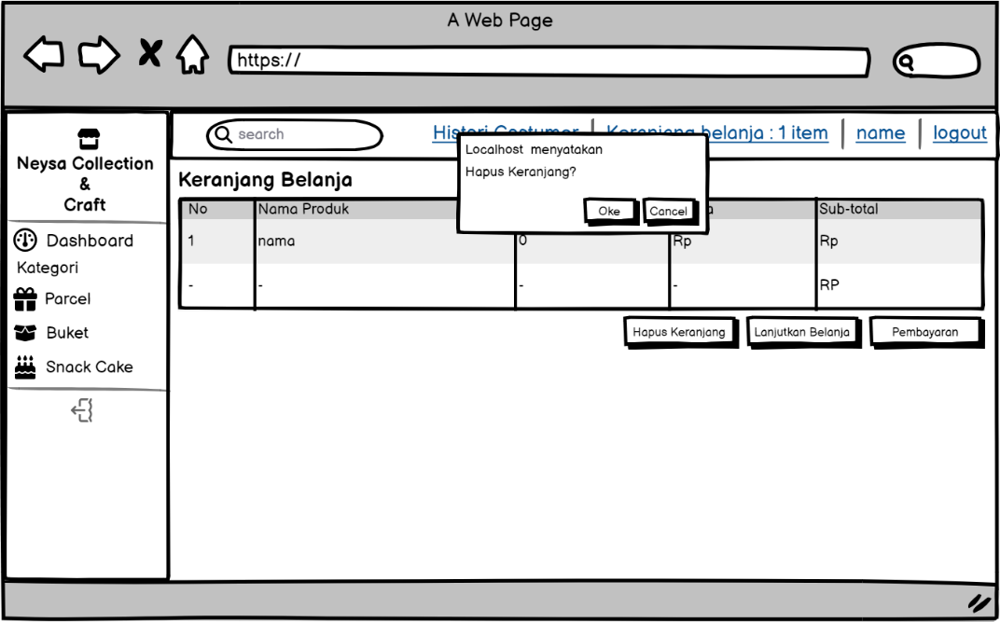 A Web Page
https://
Neysa Collection
&
Craft
Dashboard
Kategori
Parcel
Buket
Snack Cake
search
Histori Costumer
Keranjang belanja : 1 item
name
logout
Localhost menyatakan
Hapus Keranjang?
Oke
Cancel
Keranjang Belanja
No Nama Produk Sub-total
1 nama 0 Rp Rp
- - - - RP
Hapus Keranjang
Lanjutkan Belanja
Pembayaran